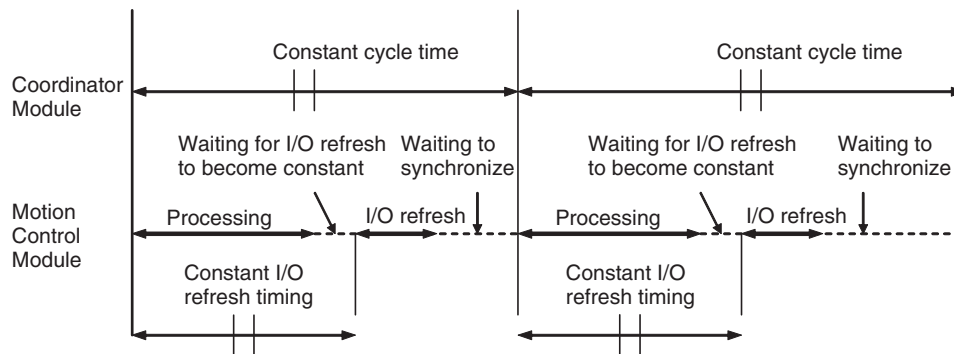 Constant cycle time
Constant cycle time
Coordinator
Module
Waiting for I/O refresh
to become constant
Waiting to
synchronize
Waiting for I/O refresh
to become constant
Waiting to
synchronize
Motion
Control
Module
Processing
I/O refresh
Processing
I/O refresh
Constant I/O
refresh timing
Constant I/O
refresh timing